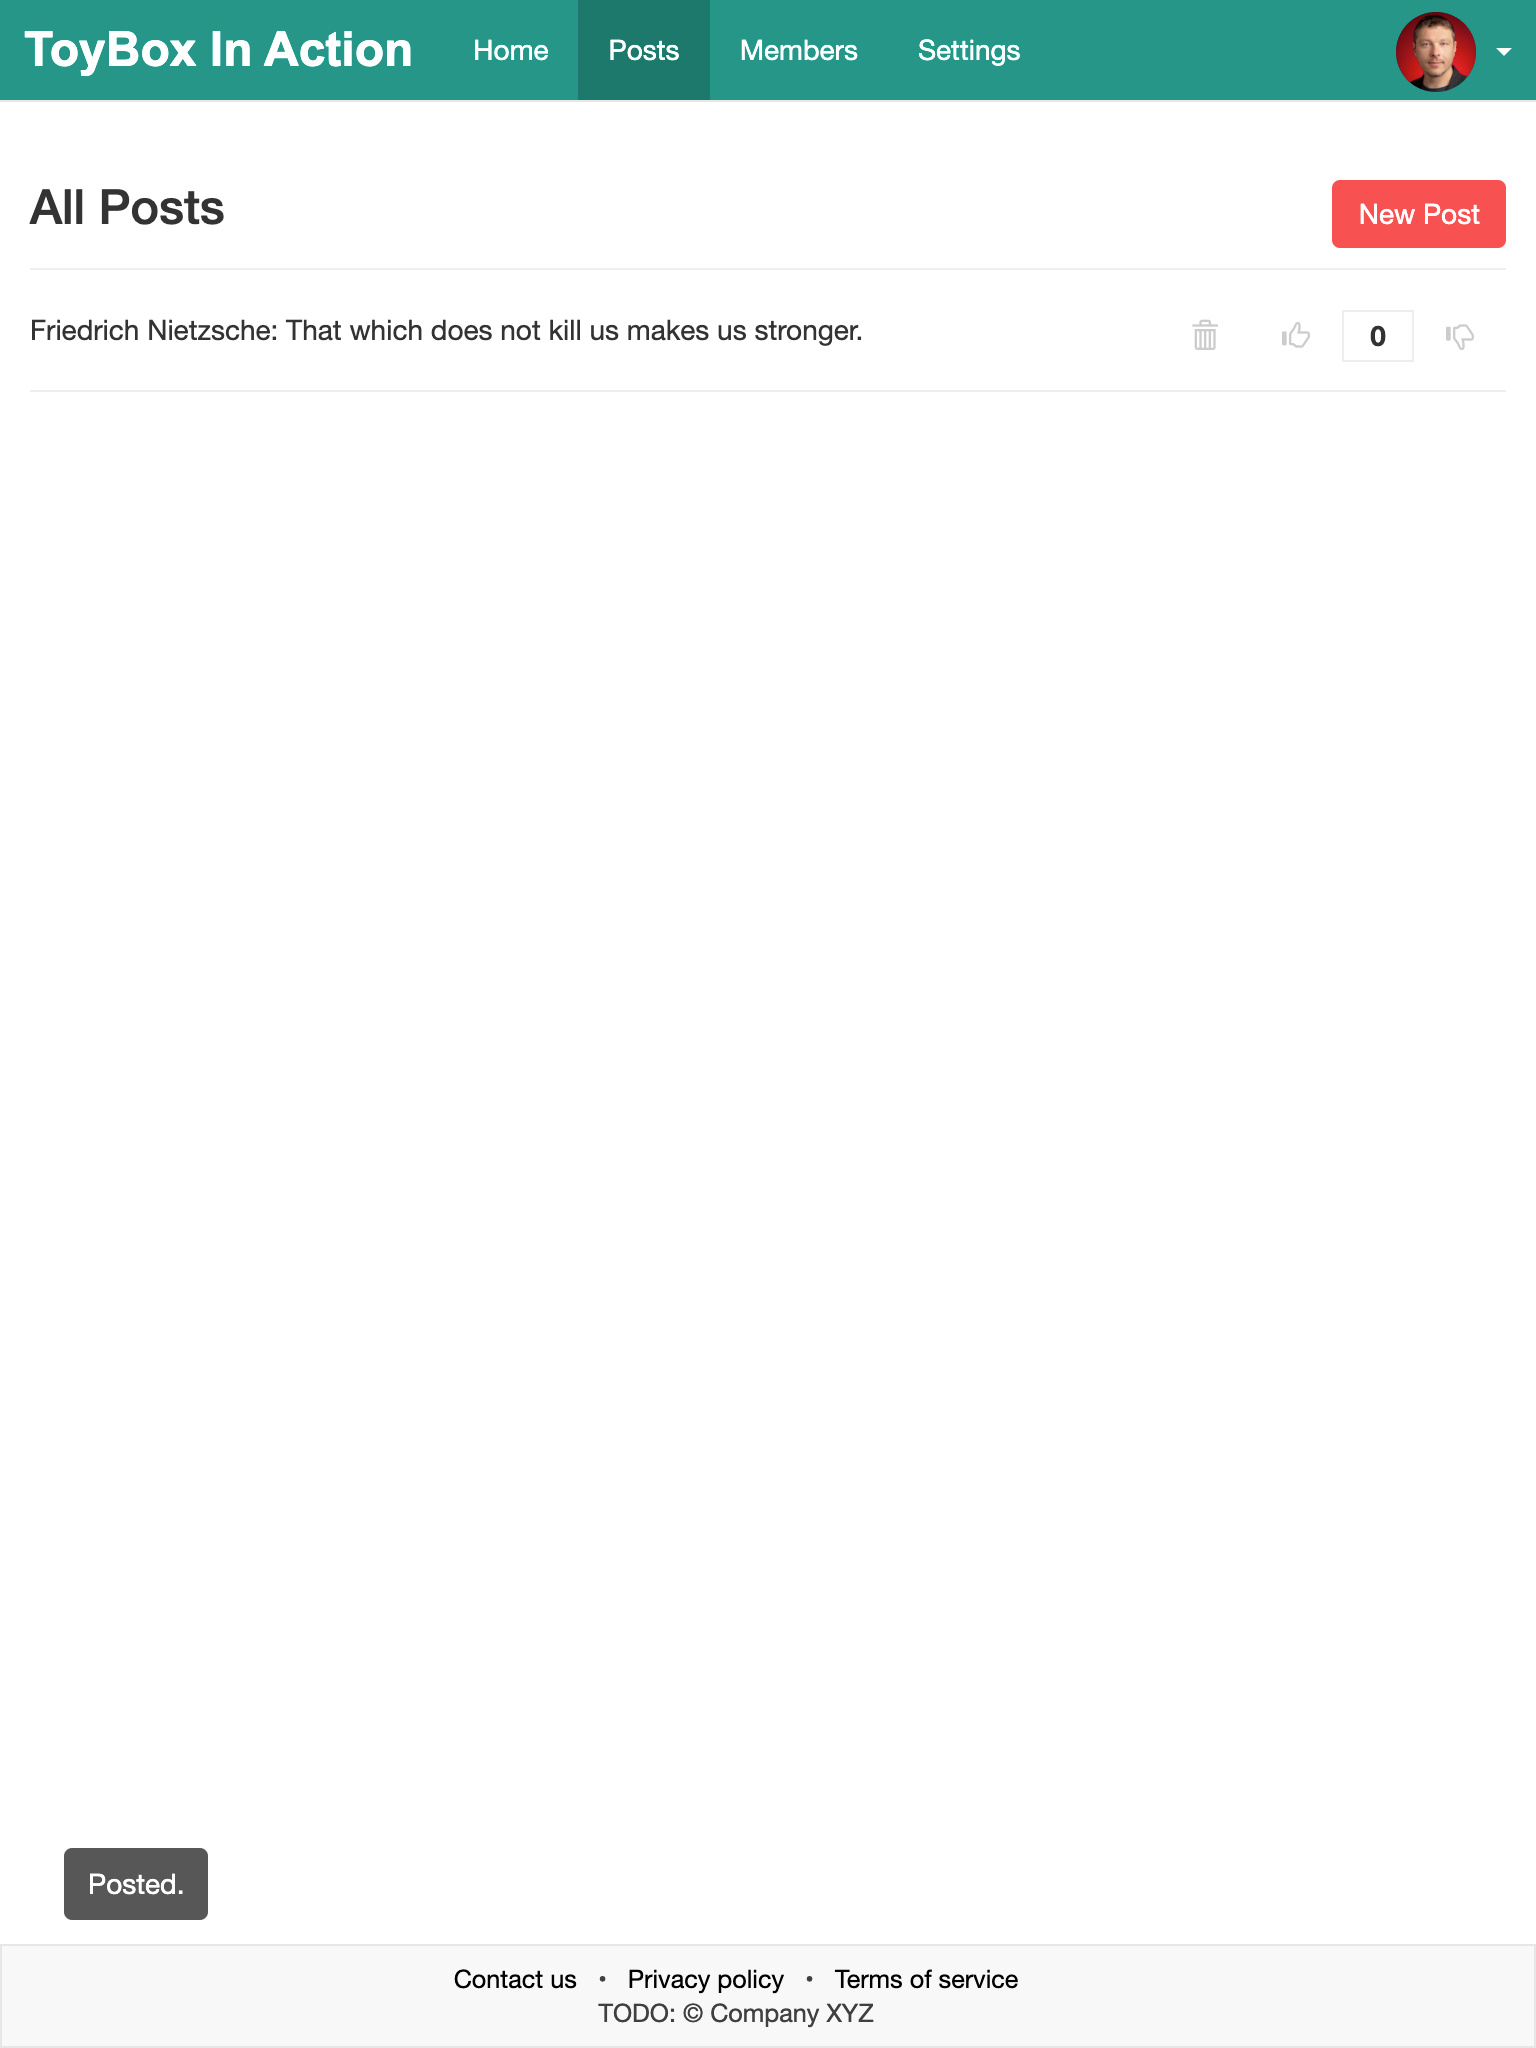 ToyBox In Action Home Posts Members Settings
All Posts New Post
Friedrich Nietzsche: That which does not kill us makes us stronger. 0
Posted.
Contact us • Privacy policy • Terms of service
TODO: © Company XYZ